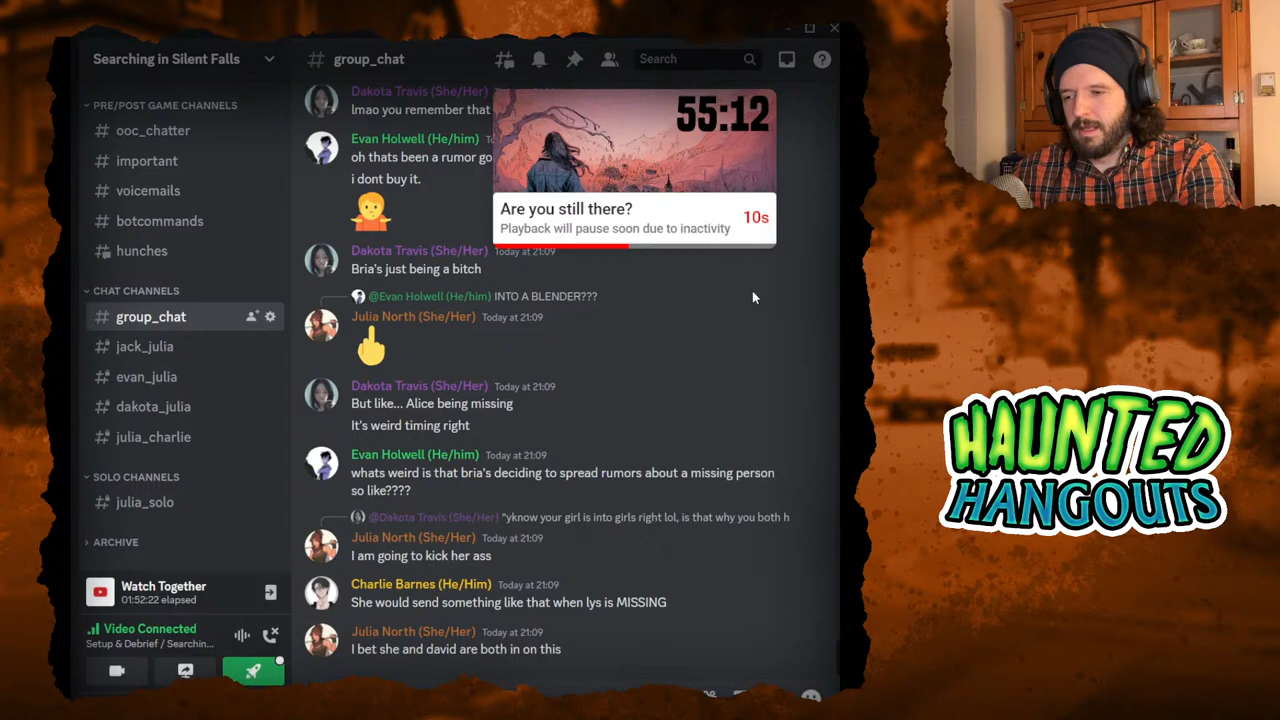 Searching in Silent Falls
PRE/POST GAME CHANNELS
ooc_chatter
important
voicemails
botcommands
hunches
CHAT CHANNELS
group_chat
jack_julia
evan_julia
dakota_julia
julia_charlie
SOLO CHANNELS
julia_solo
ARCHIVE
Watch Together
01:52:22 elapsed
Video Connected
Setup & Debrief / Searchin...
group_chat
Search
Dakota Travis (She/Her)
lmao you remember that
Evan Holwell (He/him)
oh thats been a rumor go
i dont buy it.
55:12
Are you still there?
Playback will pause soon due to inactivity
10s
Dakota Travis (She/Her) Today at 21:09
Bria's just being a bitch
@Evan Holwell (He/him) INTO A BLENDER???
Julia North (She/Her) Today at 21:09
🖕
Dakota Travis (She/Her) Today at 21:09
But like... Alice being missing
It's weird timing right
Evan Holwell (He/him) Today at 21:09
whats weird is that bria's deciding to spread rumors about a missing person
so like????
@Dakota Travis (She/Her) "yknow your girl is into girls right lol, is that why you both h
Julia North (She/Her) Today at 21:09
I am going to kick her ass
Charlie Barnes (He/Him) Today at 21:09
She would send something like that when lys is MISSING
Julia North (She/Her) Today at 21:09
I bet she and david are both in on this
HAUNTED
HANGOUTS